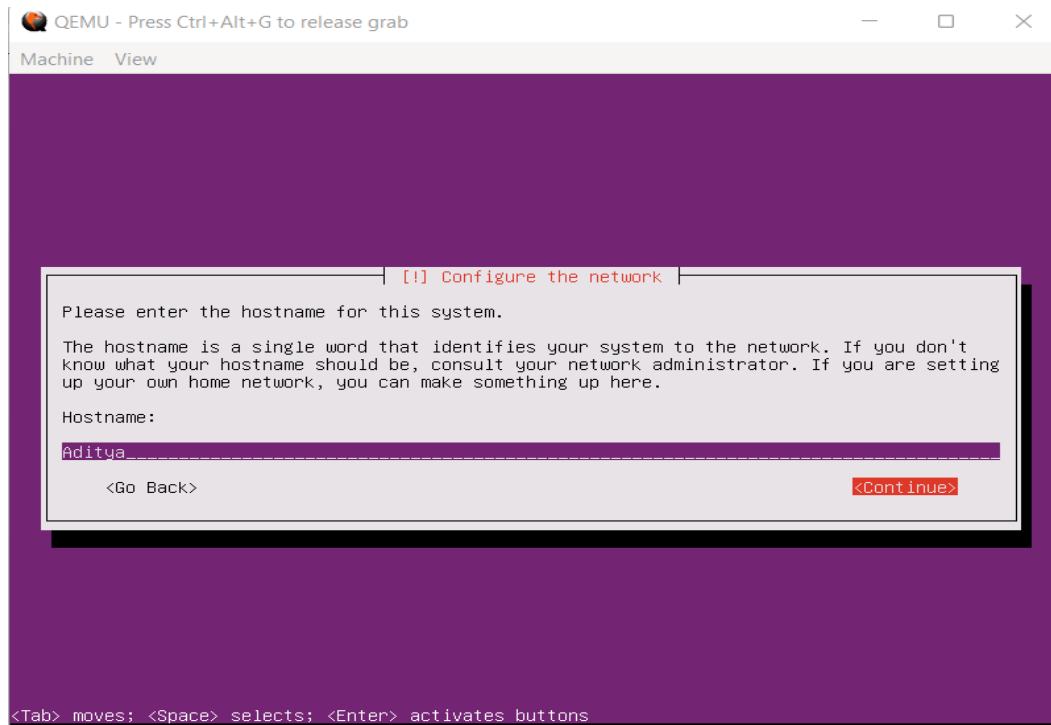 QEMU - Press Ctrl+Alt+G to release grab
Machine View
[!] Configure the network
Please enter the hostname for this system.
The hostname is a single word that identifies your system to the network. If you don't
know what your hostname should be, consult your network administrator. If you are setting
up your own home network, you can make something up here.
Hostname:
Aditya
<Go Back> <Continue>
<Tab> moves; <Space> selects; <Enter> activates buttons